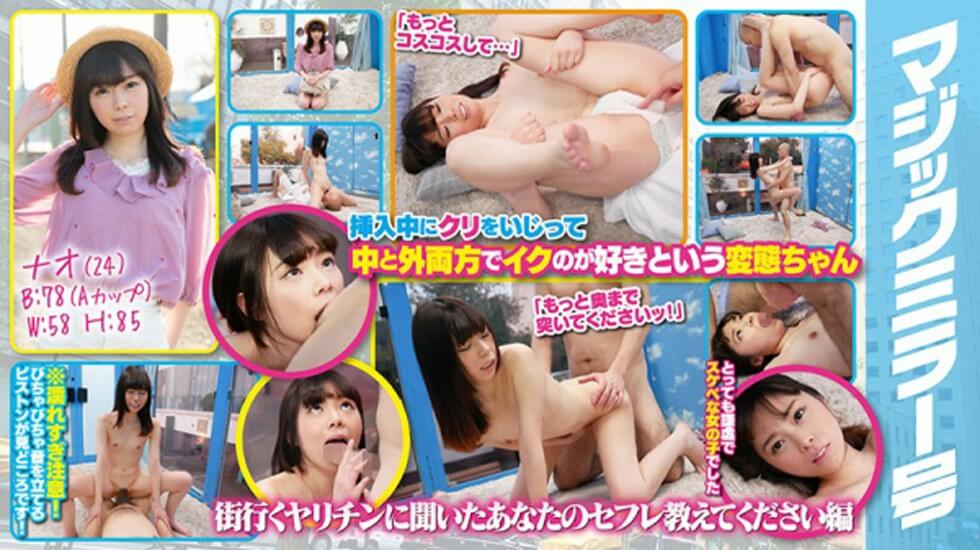 ナオ(24)
B:78(Aカップ)
W:58 H:85
※濡れすぎ注意!
びちゃびちゃ音を立てる
ピストンが見どころです!
「もっと
コスコスして…」
挿入中にクリをいじって
中と外両方でイクのが好きという変態ちゃん
「もっと奥まで
突いてくださいッ!」
とっても謙虚で
スケベな女の子でした
街行くヤリチンに聞いたあなたのセフレ教えてください編
マジックミラー号